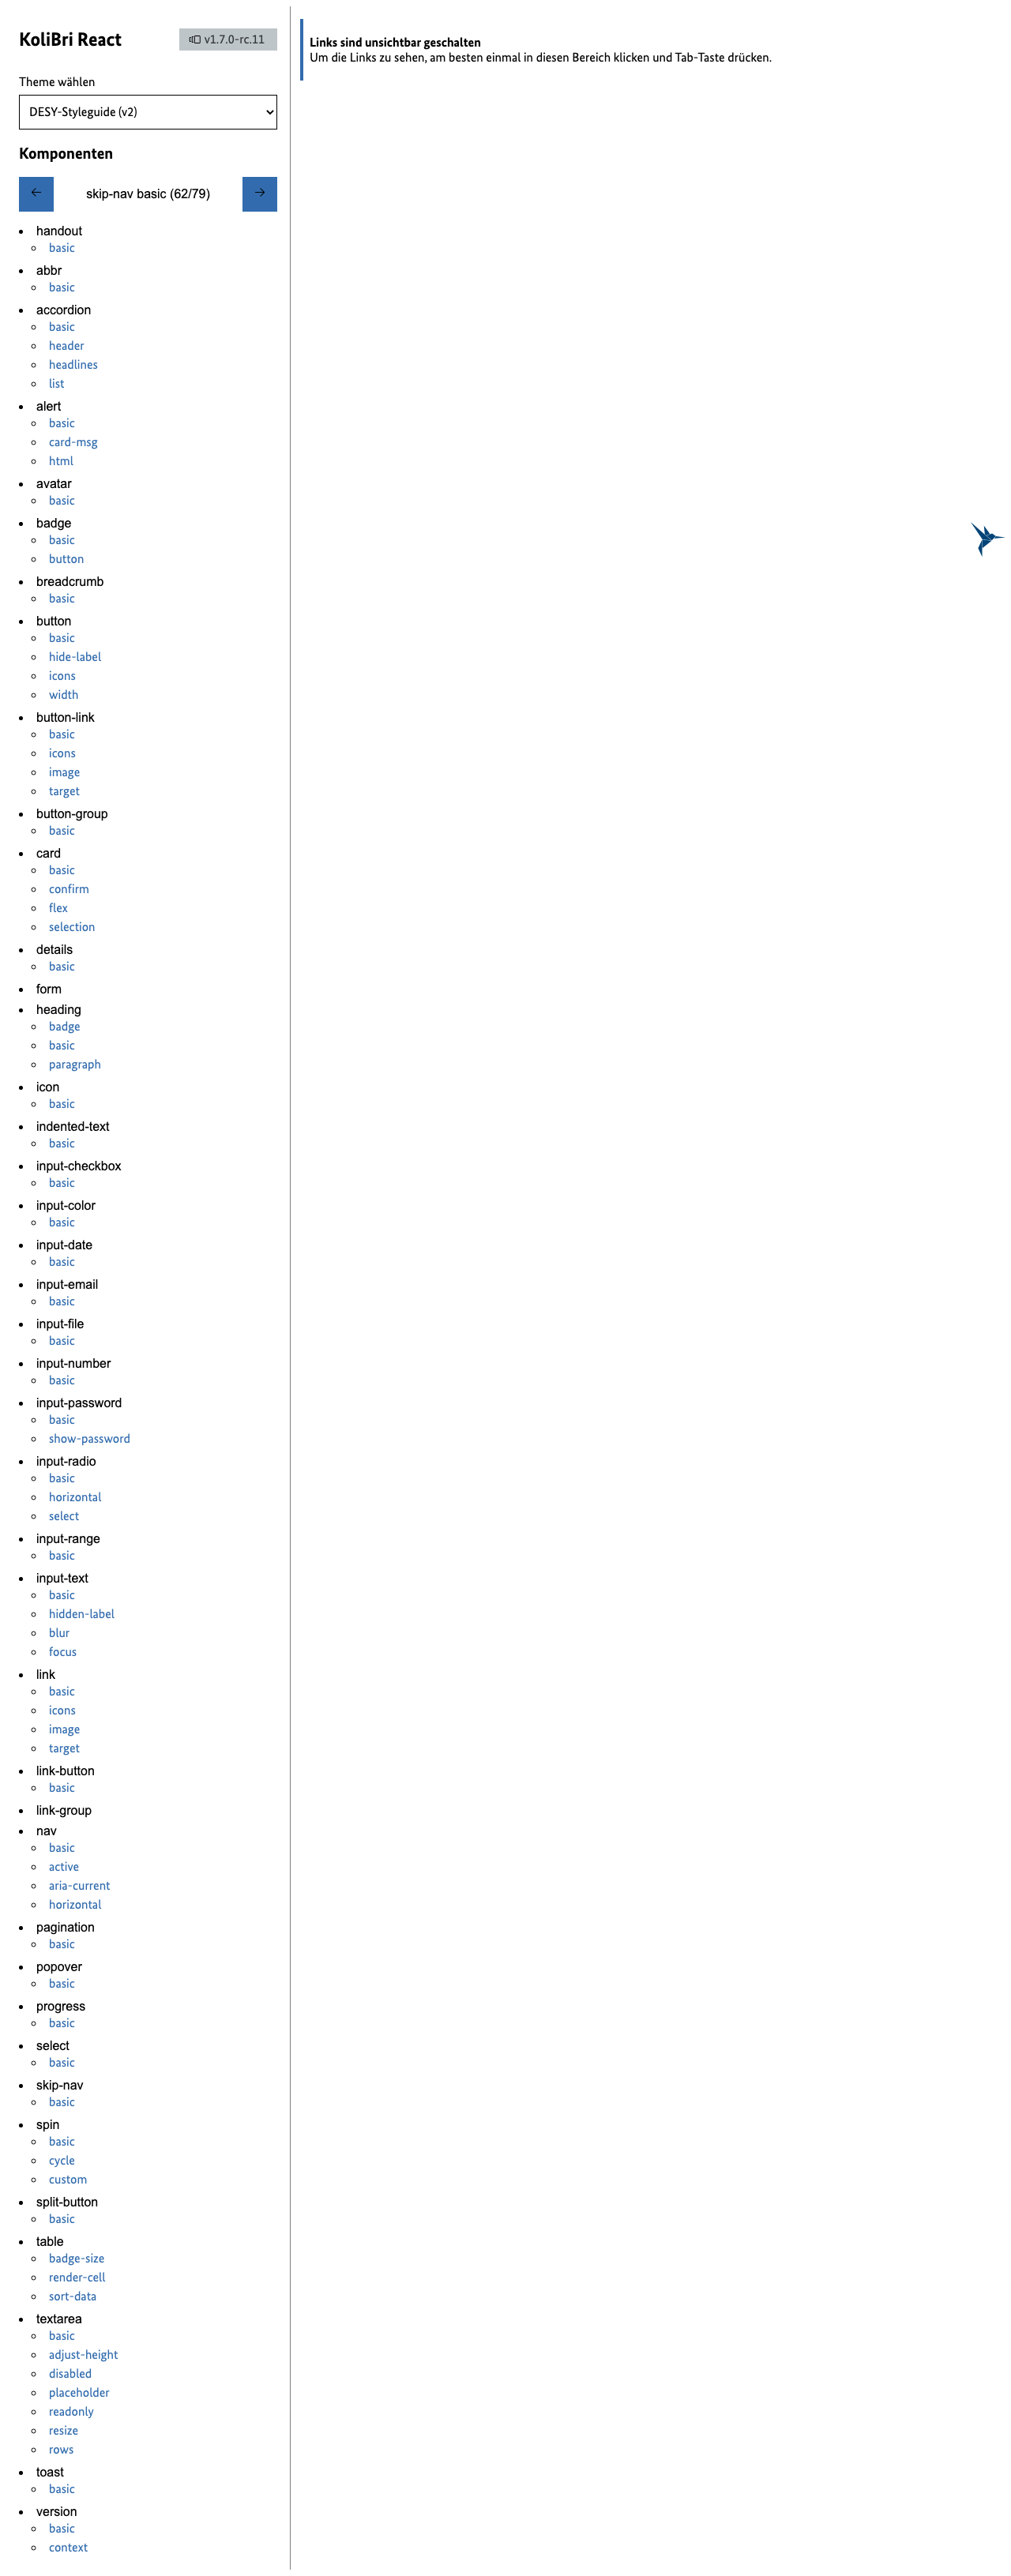 KoliBri React
v1.7.0-rc.11
Theme wählen
DESY-Styleguide (v2)
Komponenten
skip-nav basic (62/79)
handout
basic
abbr
basic
accordion
basic
header
headlines
list
alert
basic
card-msg
html
avatar
basic
badge
basic
button
breadcrumb
basic
button
basic
hide-label
icons
width
button-link
basic
icons
image
target
button-group
basic
card
basic
confirm
flex
selection
details
basic
form
heading
badge
basic
paragraph
icon
basic
indented-text
basic
input-checkbox
basic
input-color
basic
input-date
basic
input-email
basic
input-file
basic
input-number
basic
input-password
basic
show-password
input-radio
basic
horizontal
select
input-range
basic
input-text
basic
hidden-label
blur
focus
link
basic
icons
image
target
link-button
basic
link-group
nav
basic
active
aria-current
horizontal
pagination
basic
popover
basic
progress
basic
select
basic
skip-nav
basic
spin
basic
cycle
custom
split-button
basic
table
badge-size
render-cell
sort-data
textarea
basic
adjust-height
disabled
placeholder
readonly
resize
rows
toast
basic
version
basic
context
Links sind unsichtbar geschalten
Um die Links zu sehen, am besten einmal in diesen Bereich klicken und Tab-Taste drücken.